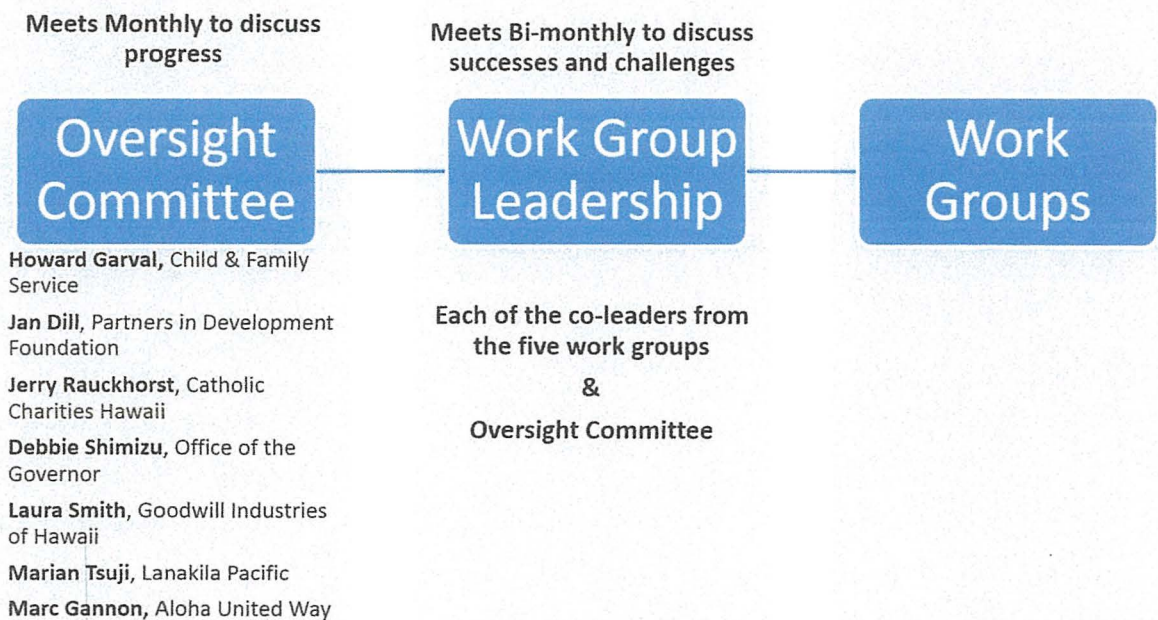 Meets Monthly to discuss
progress
Oversight
Committee
Howard Garval, Child & Family
Service
Jan Dill, Partners in Development
Foundation
Jerry Rauckhorst, Catholic
Charities Hawaii
Debbie Shimizu, Office of the
Governor
Laura Smith, Goodwill Industries
of Hawaii
Marian Tsuji, Lanakila Pacific
Marc Gannon, Aloha United Way
Meets Bi-monthly to discuss
successes and challenges
Work Group
Leadership
Each of the co-leaders from
the five work groups
&
Oversight Committee
Work
Groups